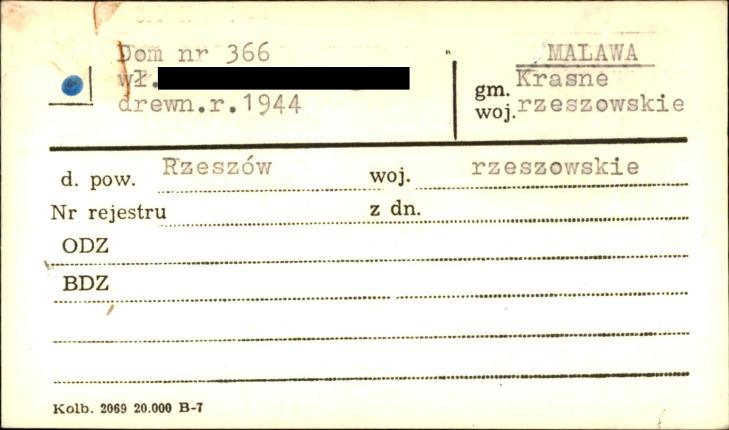 Dom nr 366
wł.
drewn.r.1944
MALAWA
gm. Krasne
woj. rzeszowskie
d. pow. Rzeszów woj. rzeszowskie
Nr rejestru z dn.
ODZ
BDZ
Kolb. 2069 20.000 B-7